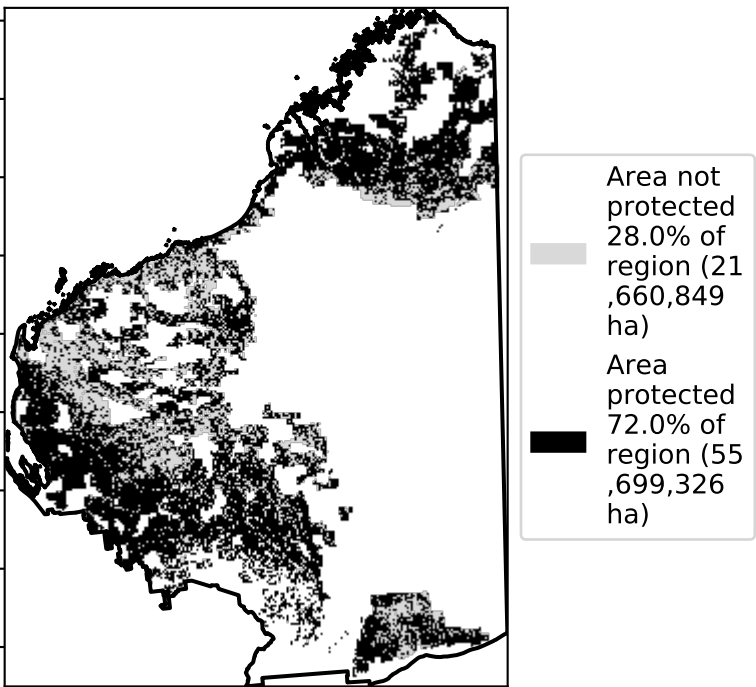 Area not
protected
28.0% of
region (21
,660,849
ha)
Area
protected
72.0% of
region (55
,699,326
ha)